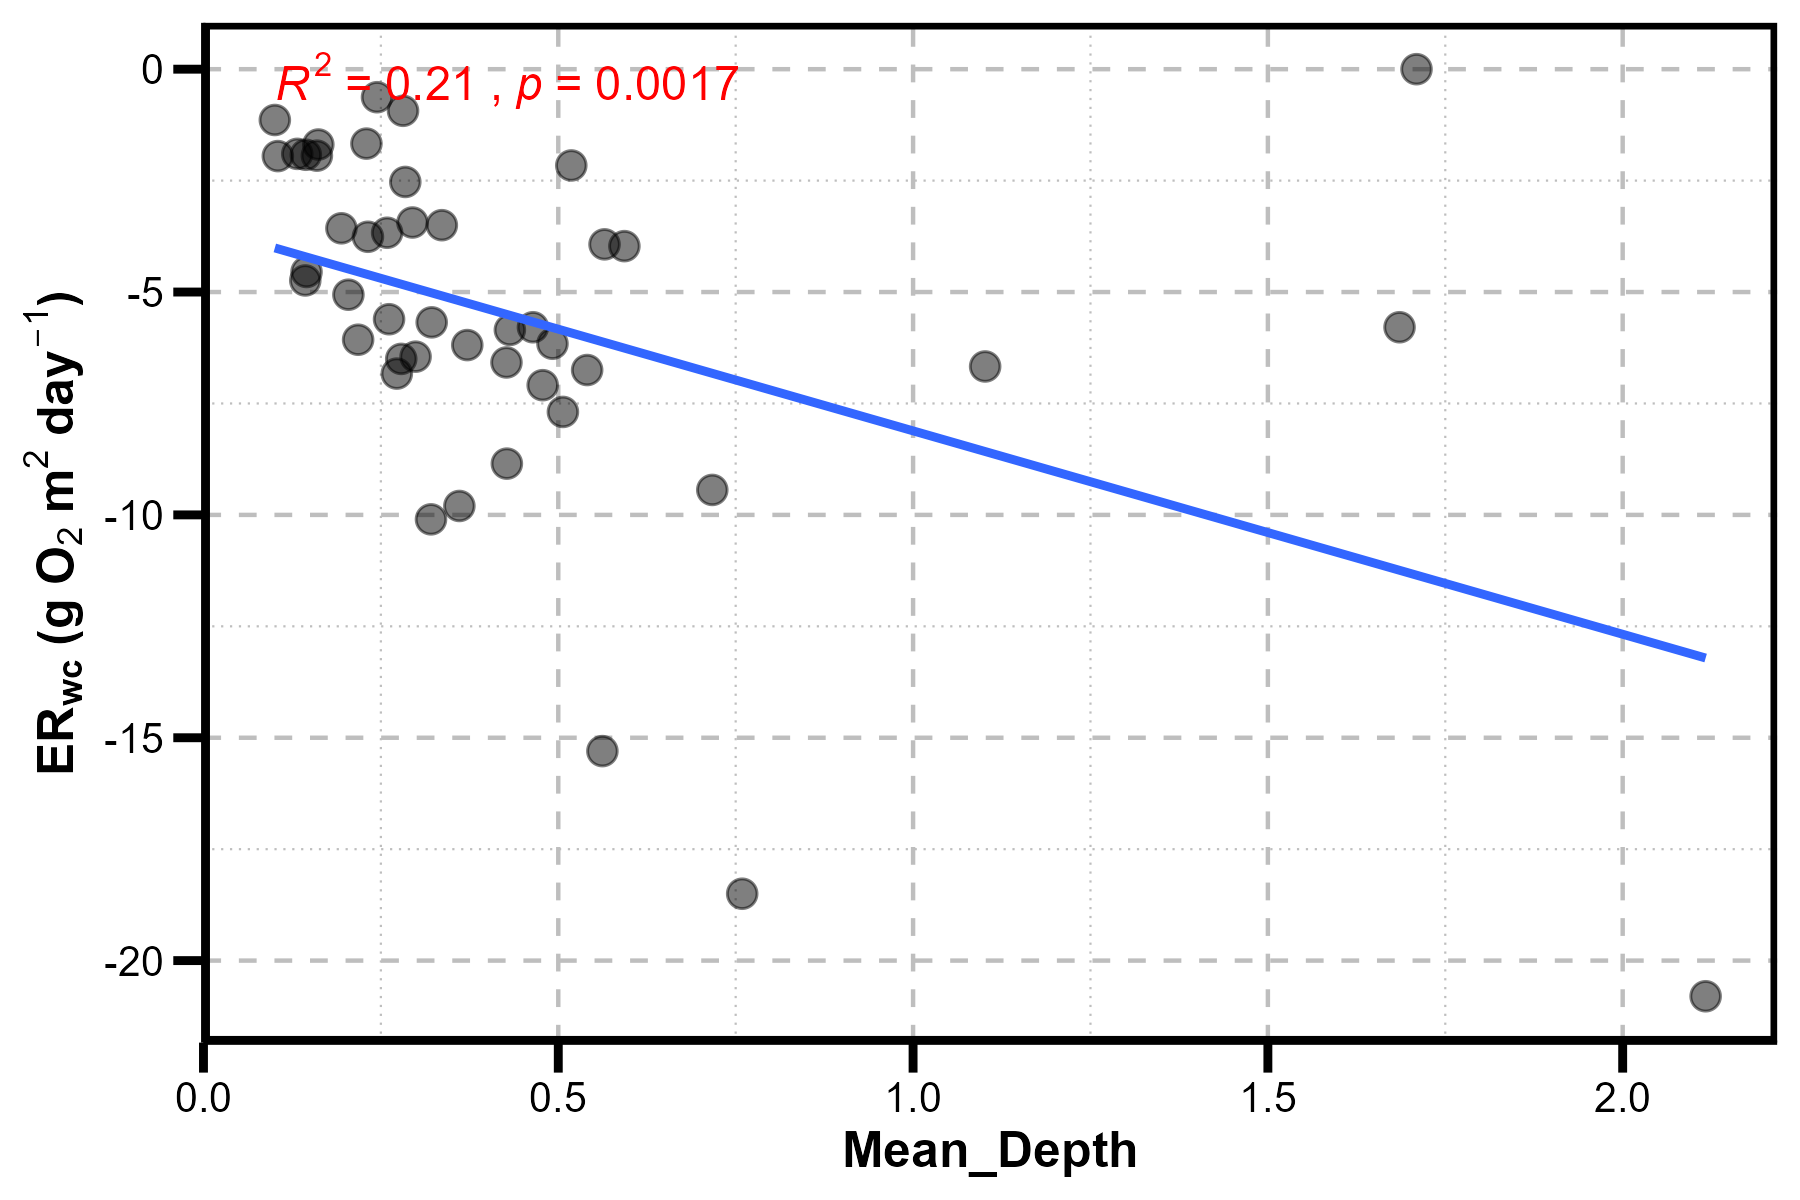 R² = 0.21 , p = 0.0017
0
-5
-10
-15
-20
ERwc (g O₂ m² day⁻¹)
0.0 0.5 1.0 1.5 2.0
Mean_Depth